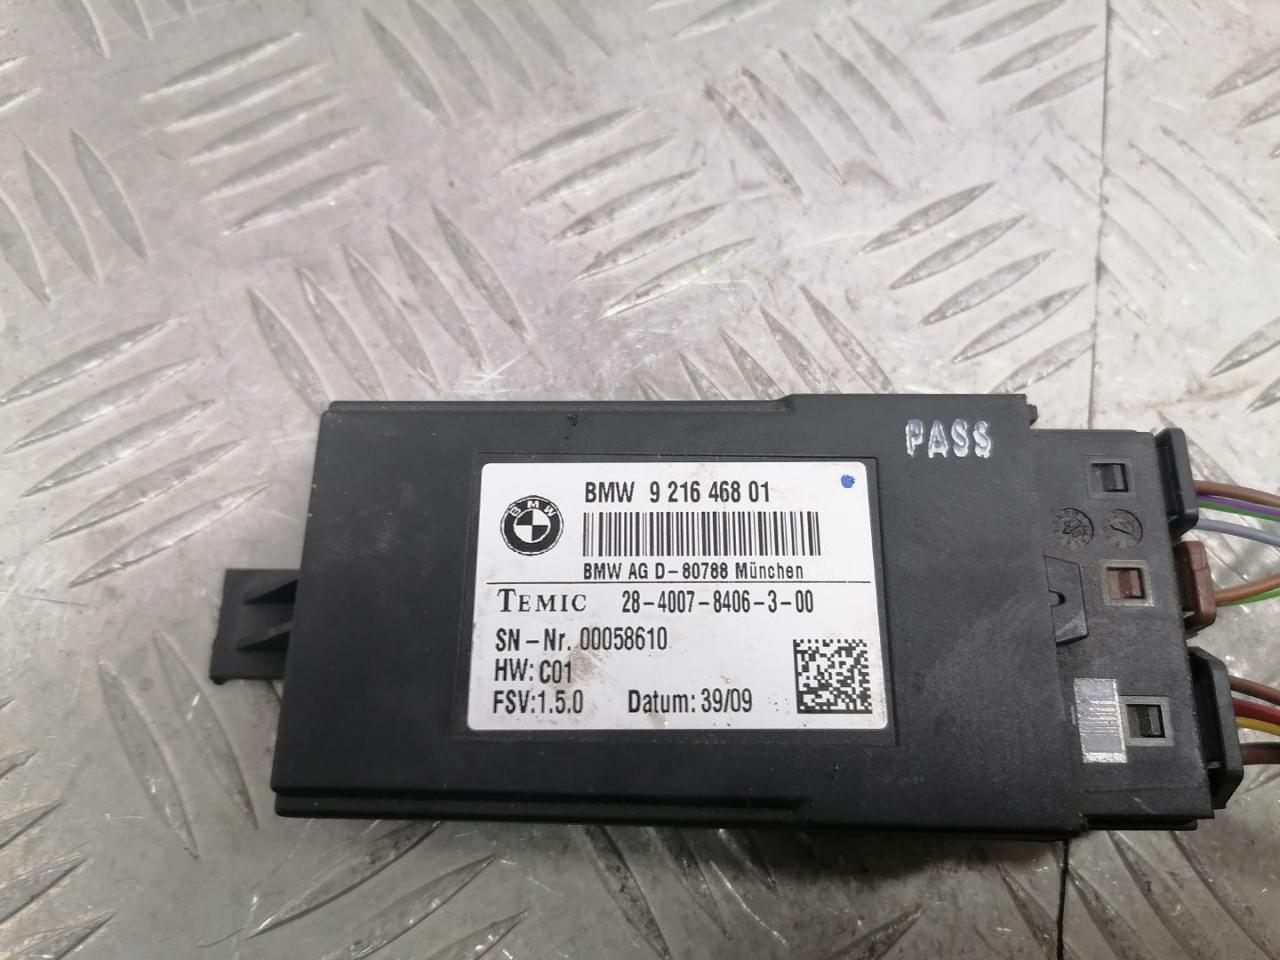 PASS
BMW 9 216 468 01
BMW
BMW AG D-80788 München
TEMIC 28-4007-8406-3-00
SN-Nr. 00058610
HW: C01
FSV:1.5.0 Datum: 39/09